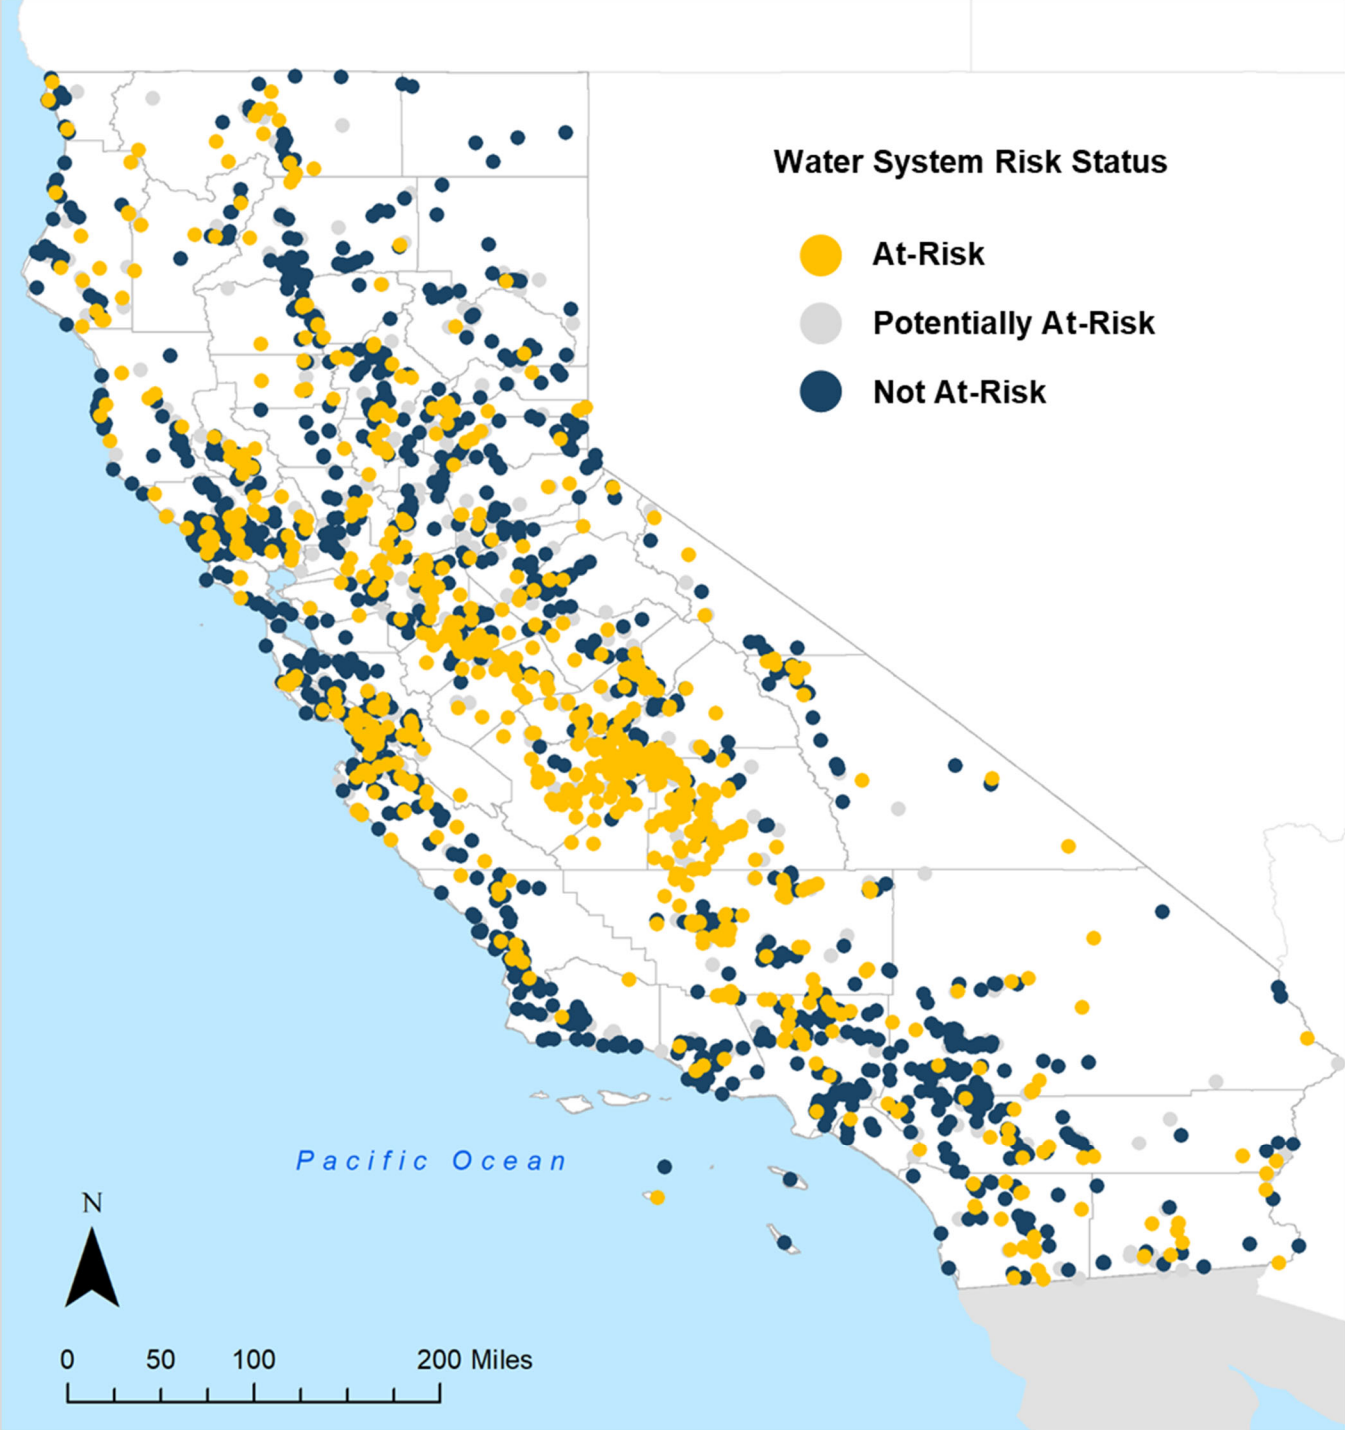 Water System Risk Status
At-Risk
Potentially At-Risk
Not At-Risk
Pacific Ocean
N
0 50 100 200 Miles